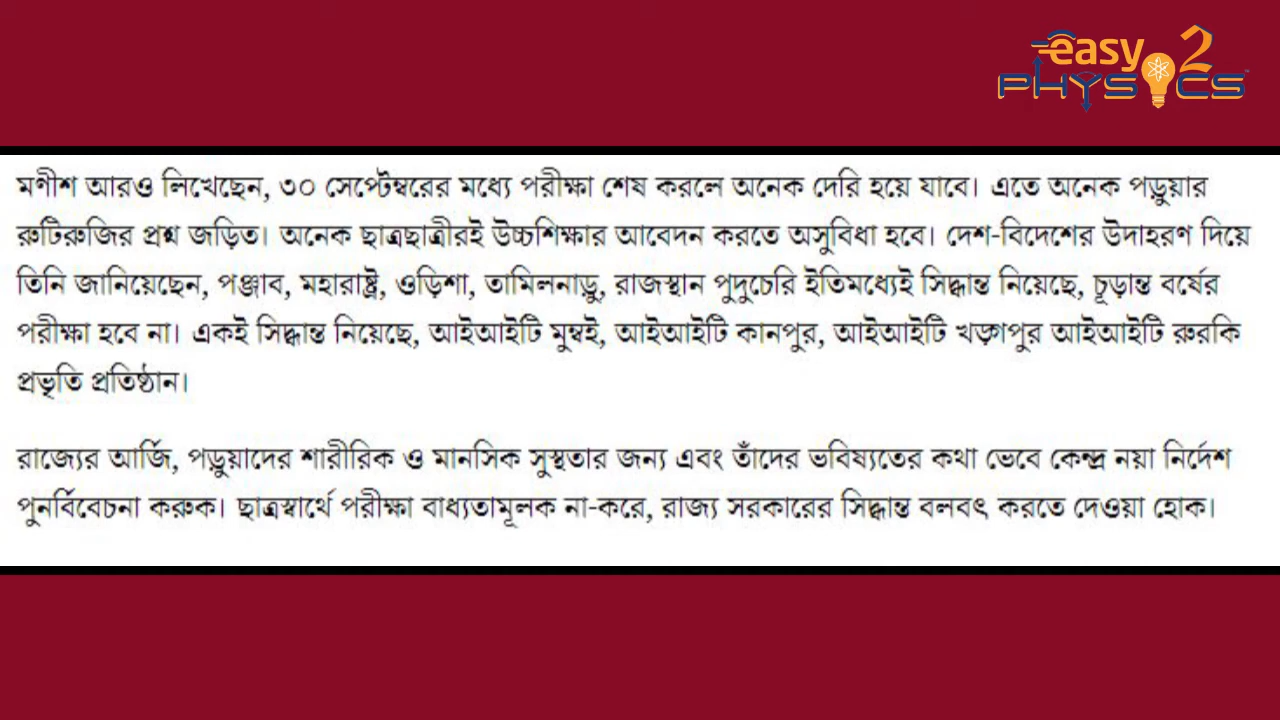 easy 2
PHYSICS
মণীশ আরও লিখেছেন, ৩০ সেপ্টেম্বরের মধ্যে পরীক্ষা শেষ করলে অনেক দেরি হয়ে যাবে। এতে অনেক পড়ুয়ার
রুটিরুজির প্রশ্ন জড়িত। অনেক ছাত্রছাত্রীরই উচ্চশিক্ষার আবেদন করতে অসুবিধা হবে। দেশ-বিদেশের উদাহরণ দিয়ে
তিনি জানিয়েছেন, পঞ্জাব, মহারাষ্ট্র, ওড়িশা, তামিলনাড়ু, রাজস্থান পুদুচেরি ইতিমধ্যেই সিদ্ধান্ত নিয়েছে, চূড়ান্ত বর্ষের
পরীক্ষা হবে না। একই সিদ্ধান্ত নিয়েছে, আইআইটি মুম্বই, আইআইটি কানপুর, আইআইটি খড়্গপুর আইআইটি রুরকি
প্রভৃতি প্রতিষ্ঠান।
রাজ্যের আর্জি, পড়ুয়াদের শারীরিক ও মানসিক সুস্থতার জন্য এবং তাঁদের ভবিষ্যতের কথা ভেবে কেন্দ্র নয়া নির্দেশ
পুনর্বিবেচনা করুক। ছাত্রস্বার্থে পরীক্ষা বাধ্যতামূলক না-করে, রাজ্য সরকারের সিদ্ধান্ত বলবৎ করতে দেওয়া হোক।